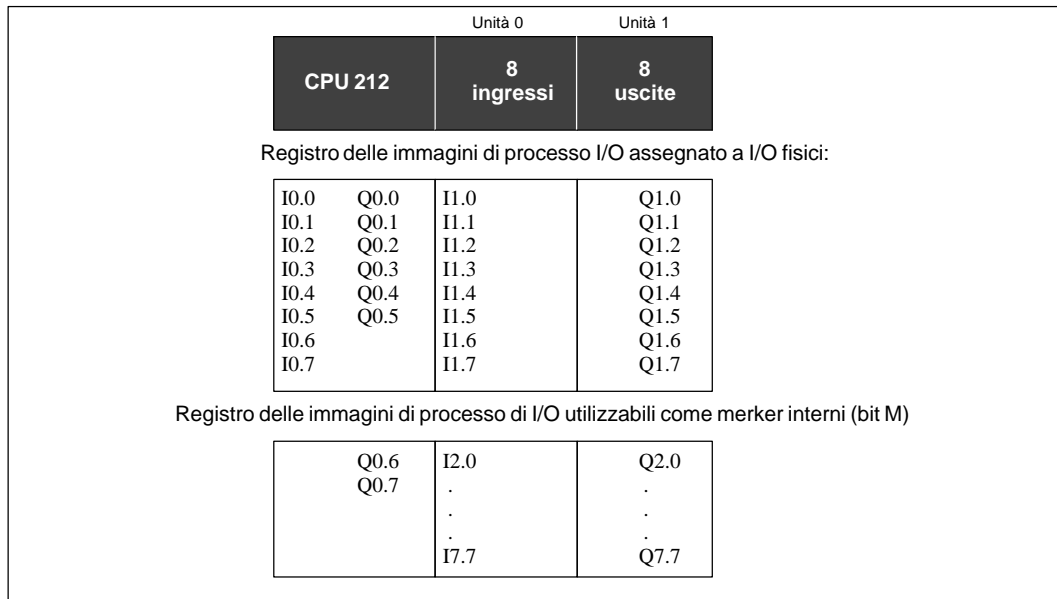 Unità 0 Unità 1
CPU 212 8 ingressi 8 uscite
Registro delle immagini di processo I/O assegnato a I/O fisici:
I0.0 Q0.0 I1.0 Q1.0
I0.1 Q0.1 I1.1 Q1.1
I0.2 Q0.2 I1.2 Q1.2
I0.3 Q0.3 I1.3 Q1.3
I0.4 Q0.4 I1.4 Q1.4
I0.5 Q0.5 I1.5 Q1.5
I0.6 I1.6 Q1.6
I0.7 I1.7 Q1.7
Registro delle immagini di processo di I/O utilizzabili come merker interni (bit M)
Q0.6 I2.0 Q2.0
Q0.7 . .
. .
. .
I7.7 Q7.7